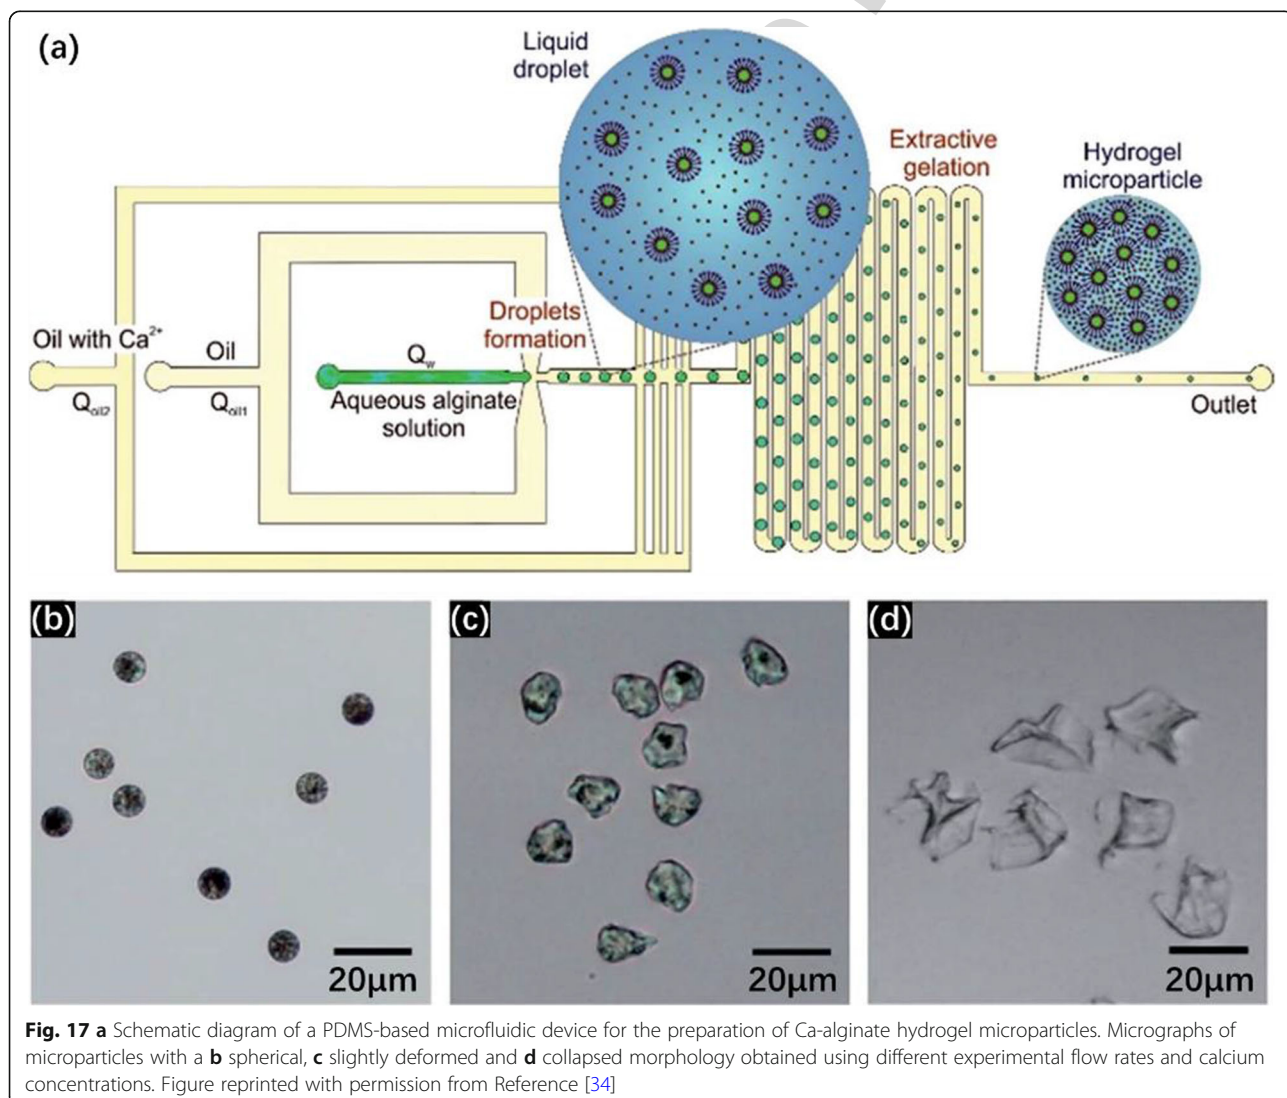 (a)
Liquid
droplet
Extractive
gelation
Hydrogel
microparticle
Droplets
formation
Oil with Ca²⁺
Oil
Q_w
Q_oil2
Q_oil1
Aqueous alginate
solution
Outlet
(b)
20μm
(c)
20μm
(d)
20μm
Fig. 17 a Schematic diagram of a PDMS-based microfluidic device for the preparation of Ca-alginate hydrogel microparticles. Micrographs of
microparticles with a b spherical, c slightly deformed and d collapsed morphology obtained using different experimental flow rates and calcium
concentrations. Figure reprinted with permission from Reference [34]